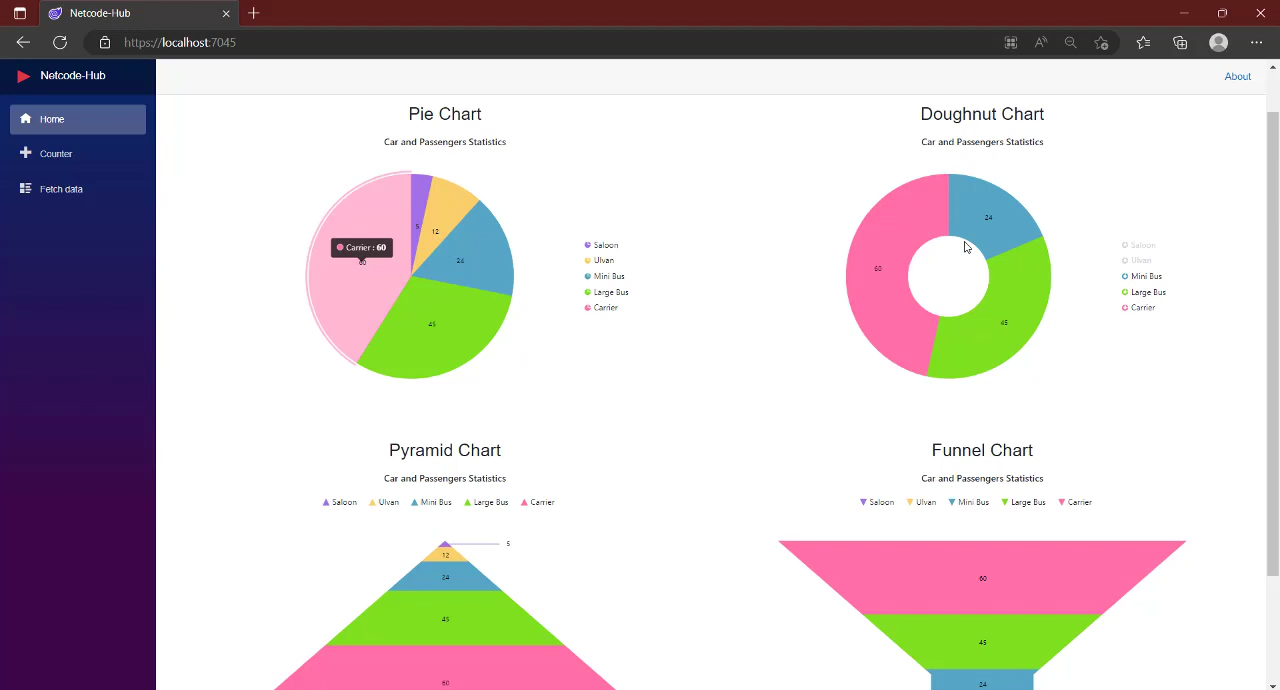 Netcode-Hub
https://localhost:7045
Netcode-Hub
About
Home
Counter
Fetch data
Pie Chart
Car and Passengers Statistics
5
12
24
45
60
Carrier : 60
Saloon
Ulvan
Mini Bus
Large Bus
Carrier
Doughnut Chart
Car and Passengers Statistics
24
60
45
Saloon
Ulvan
Mini Bus
Large Bus
Carrier
Pyramid Chart
Car and Passengers Statistics
Saloon Ulvan Mini Bus Large Bus Carrier
5
12
24
45
60
Funnel Chart
Car and Passengers Statistics
Saloon Ulvan Mini Bus Large Bus Carrier
60
45
24